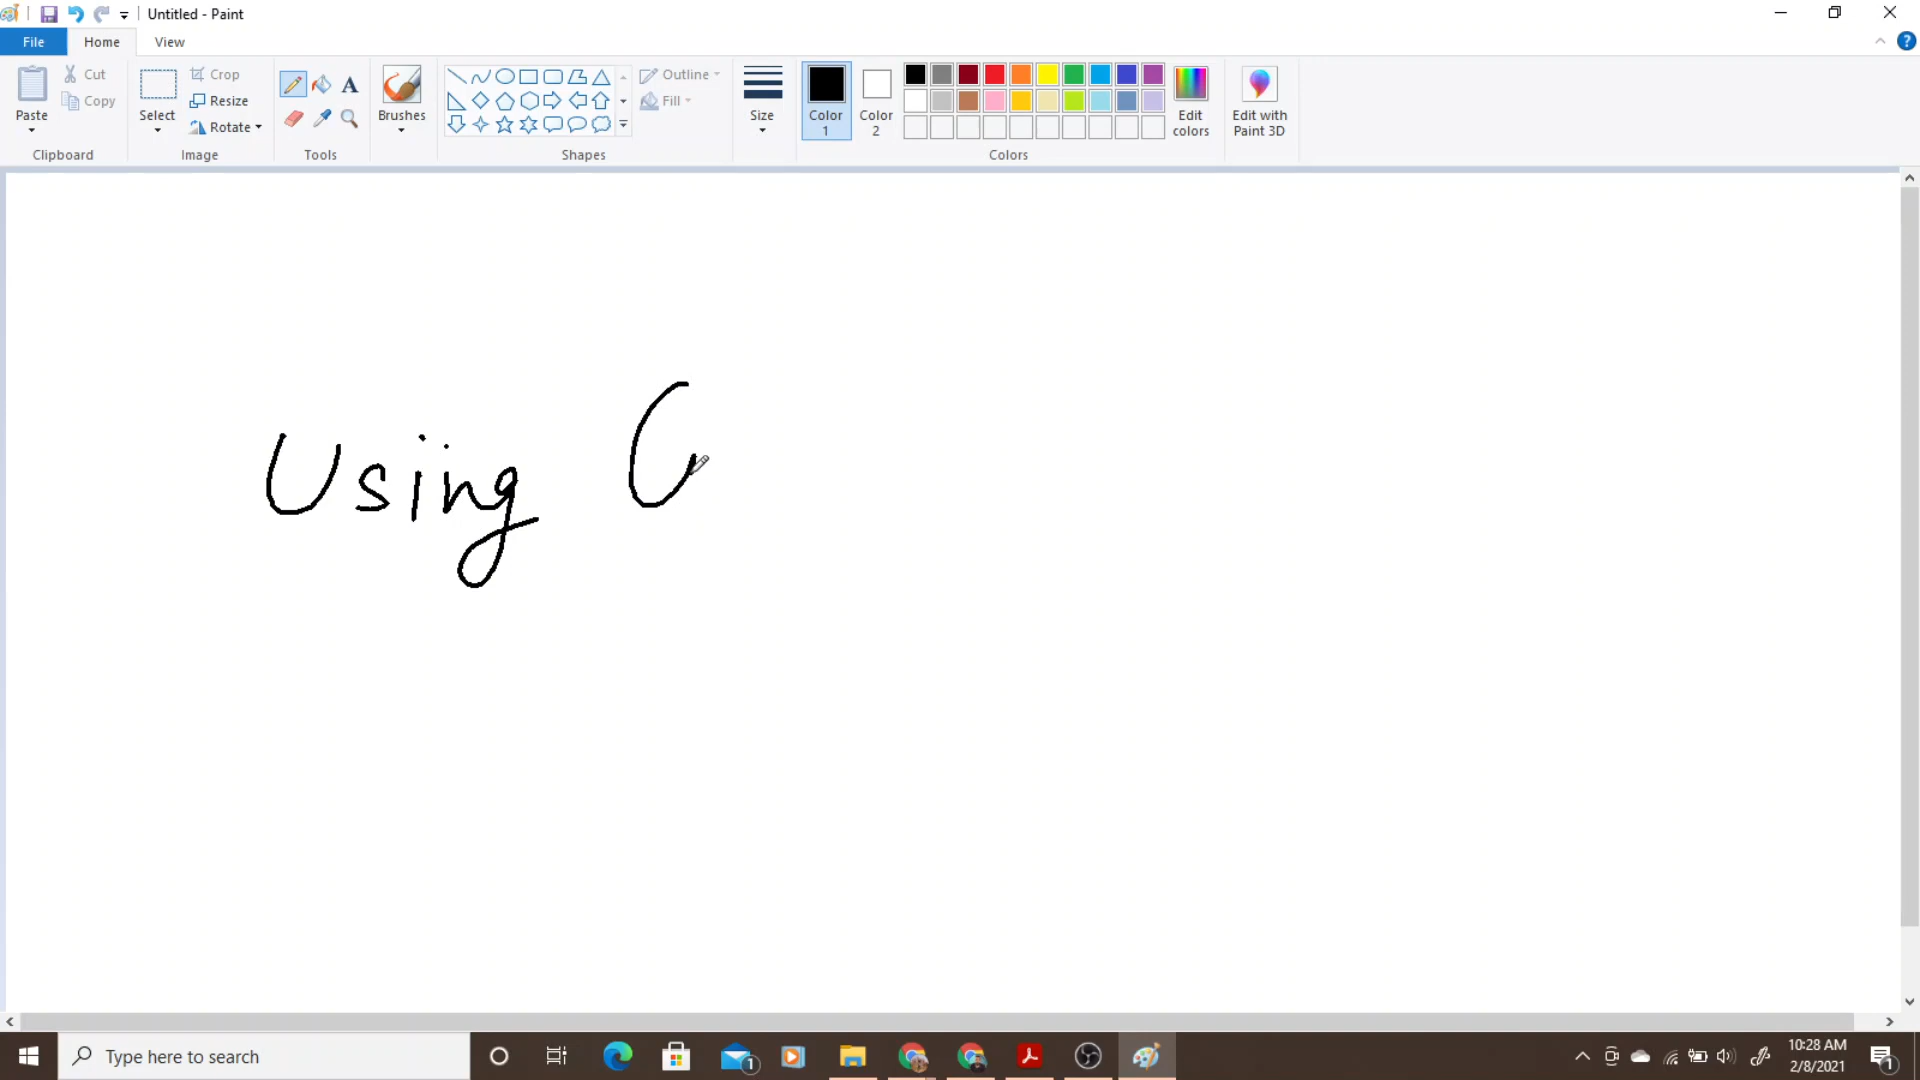 Untitled - Paint
File Home View
Paste Cut Copy Select Crop Resize Rotate A Brushes Outline Fill Size Color 1 Color 2 Edit colors Edit with Paint 3D
Clipboard Image Tools Shapes Colors
Using
Type here to search 1 10:28 AM 2/8/2021 1